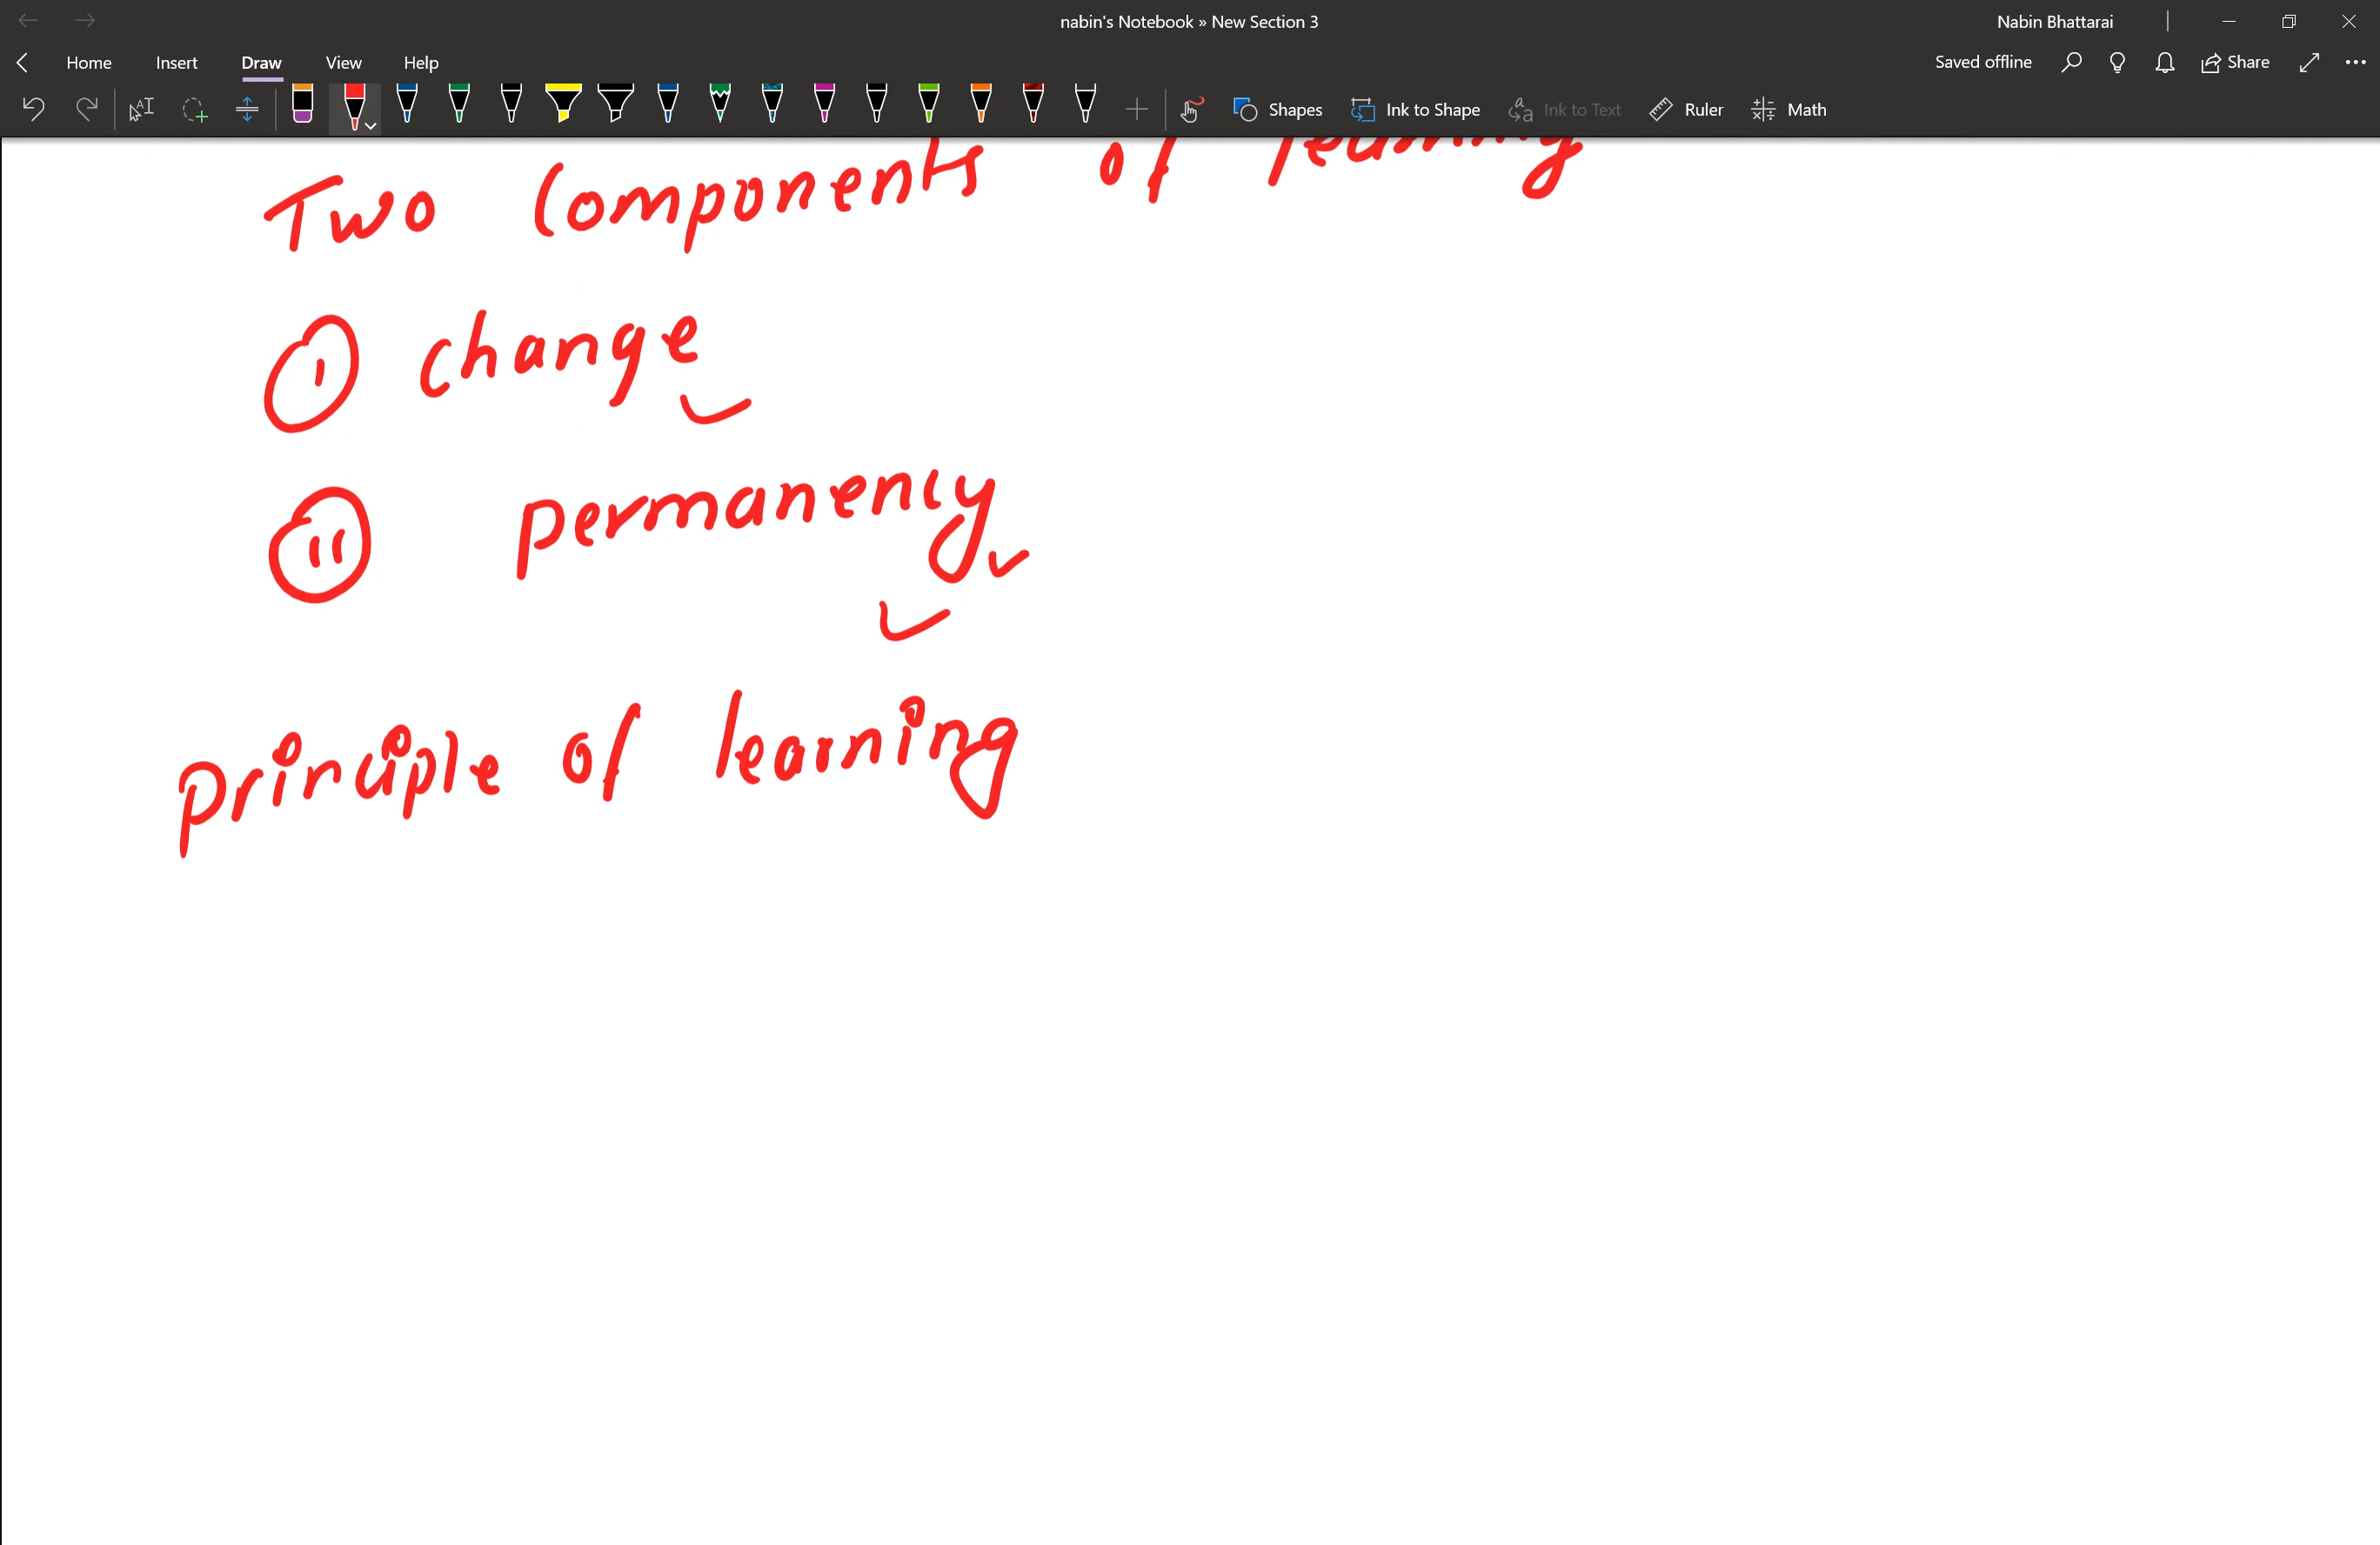 nabin's Notebook » New Section 3
Nabin Bhattarai
Home Insert Draw View Help
Saved offline
Share
Shapes Ink to Shape Ink to Text Ruler Math
Two Components of learning
I change
II permanency
principle of learning